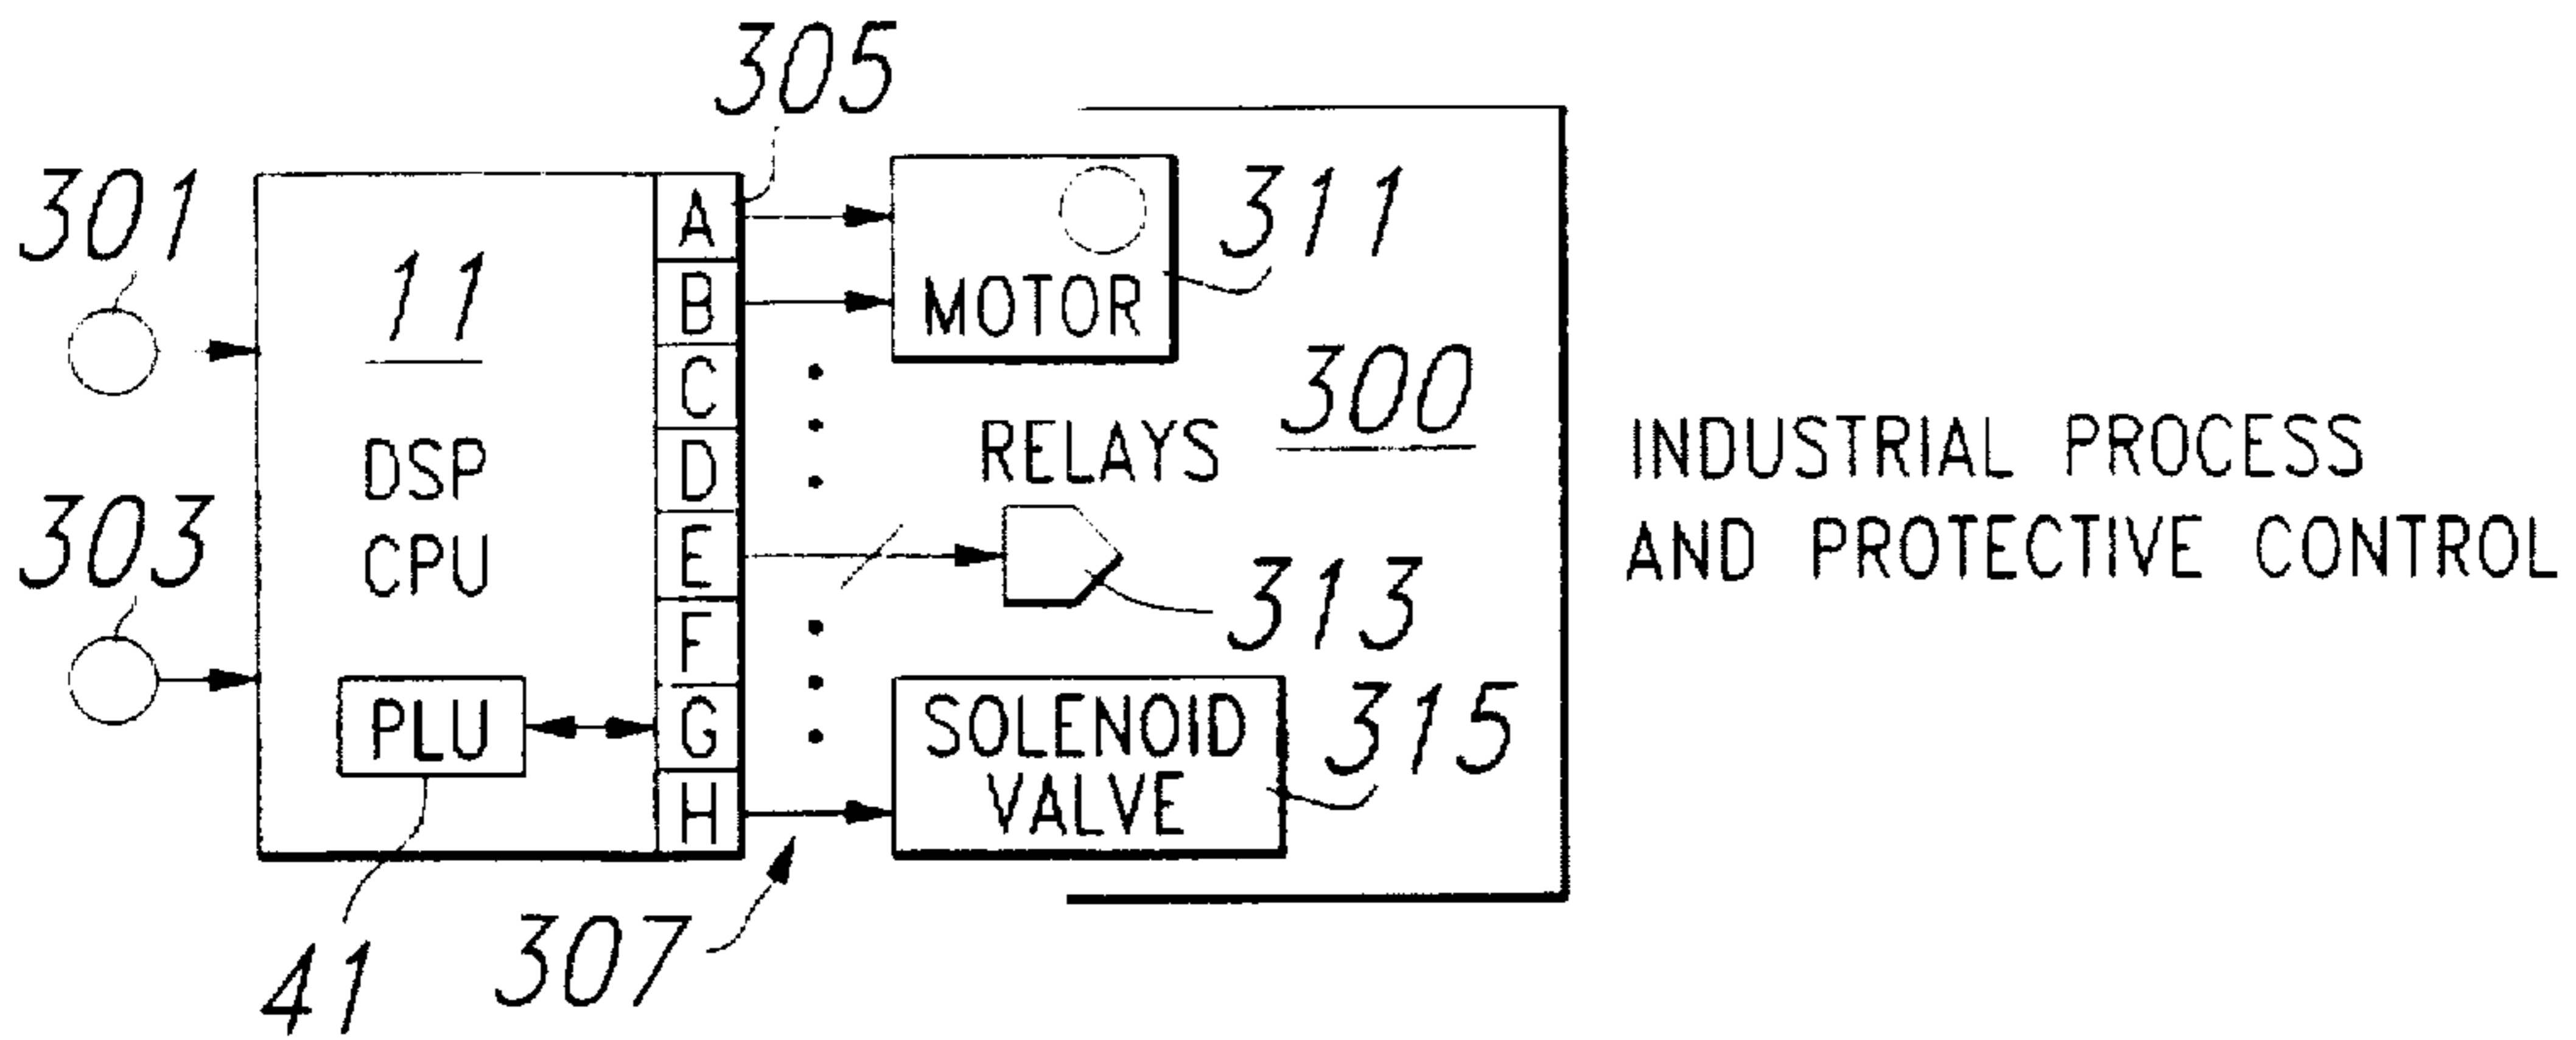 305
301
11
DSP
CPU
303
PLU
41
A
B
C
D
E
F
G
H
307
MOTOR
311
300
RELAYS
313
SOLENOID
VALVE
315
INDUSTRIAL PROCESS
AND PROTECTIVE CONTROL